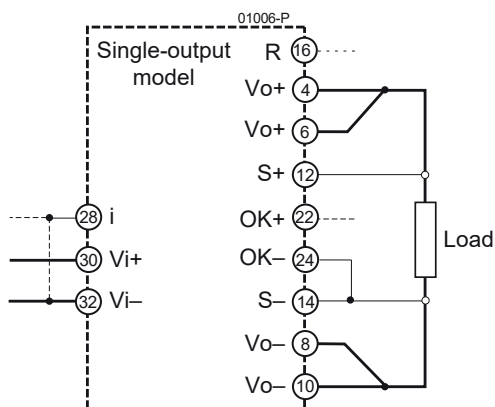 01006-P
Single-output
model
R 16
Vo+ 4
Vo+ 6
S+ 12
28 i
OK+ 22
Load
30 Vi+
OK– 24
32 Vi–
S– 14
Vo– 8
Vo– 10